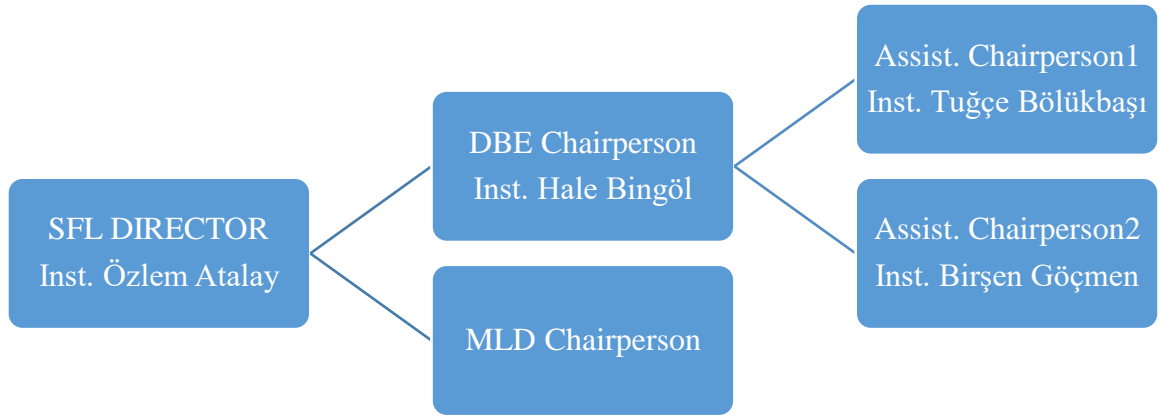 SFL DIRECTOR
Inst. Özlem Atalay
DBE Chairperson
Inst. Hale Bingöl
MLD Chairperson
Assist. Chairperson1
Inst. Tuğçe Bölükbaşı
Assist. Chairperson2
Inst. Birşen Göçmen